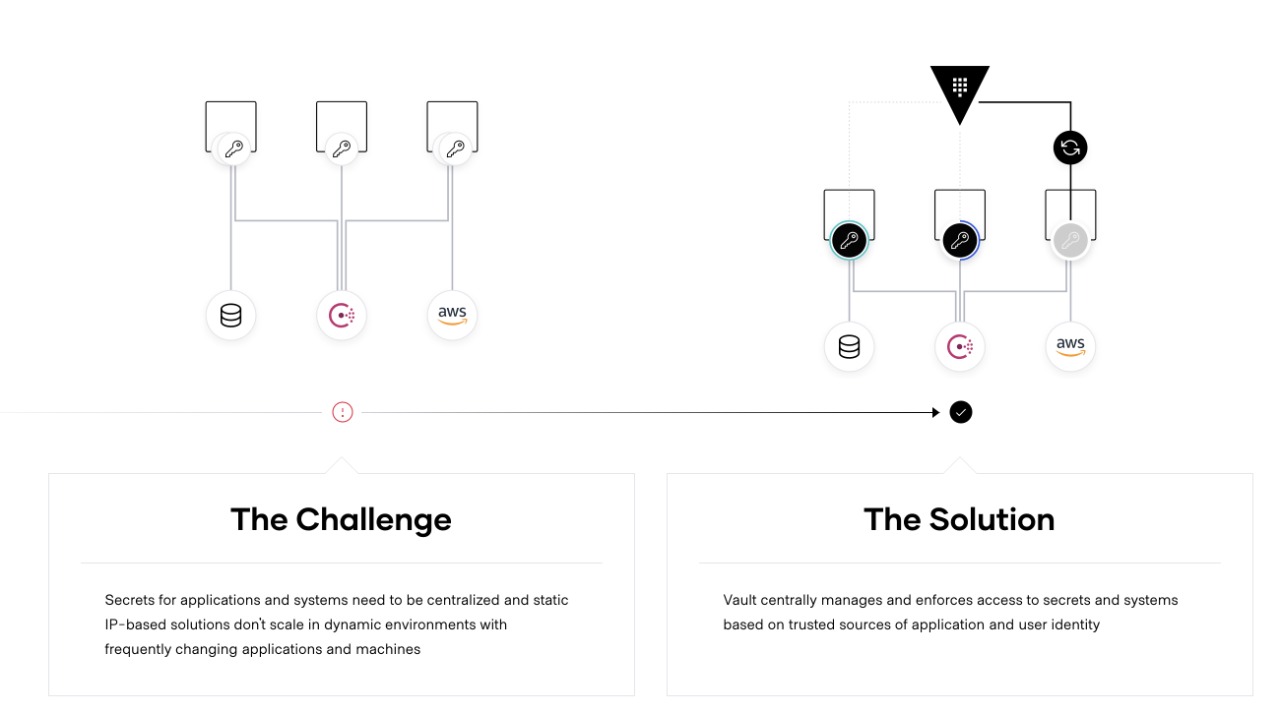 aws
aws
The Challenge
Secrets for applications and systems need to be centralized and static
IP-based solutions don't scale in dynamic environments with
frequently changing applications and machines
The Solution
Vault centrally manages and enforces access to secrets and systems
based on trusted sources of application and user identity